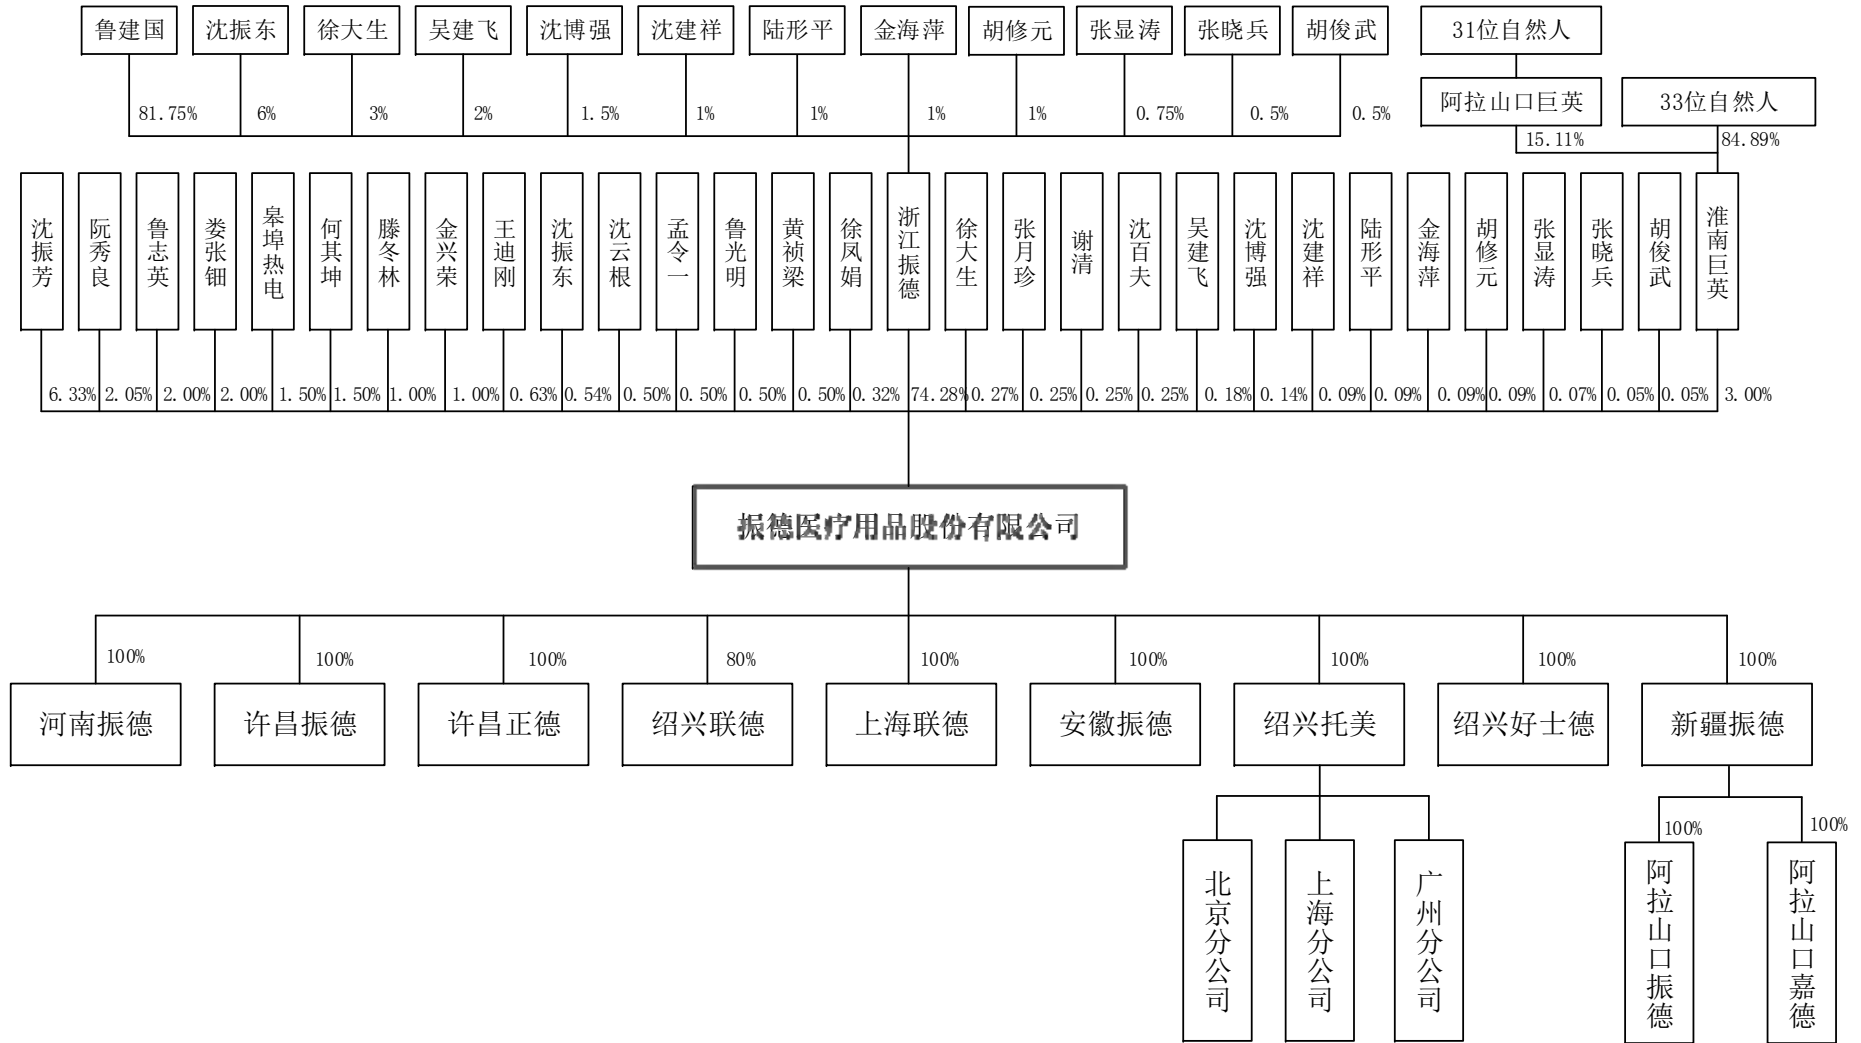 鲁建国
沈振东
徐大生
吴建飞
沈博强
沈建祥
陆形平
金海萍
胡修元
张显涛
张晓兵
胡俊武
31位自然人
阿拉山口巨英
33位自然人
81.75%
6%
3%
2%
1.5%
1%
1%
1%
1%
0.75%
0.5%
0.5%
15.11%
84.89%
沈振芳
阮秀良
鲁志英
娄张钿
皋埠热电
何其坤
滕冬林
金兴荣
王迪刚
沈振东
沈云根
孟令一
鲁光明
黄祯梁
徐凤娟
浙江振德
徐大生
张月珍
谢清
沈百夫
吴建飞
沈博强
沈建祥
陆形平
金海萍
胡修元
张显涛
张晓兵
胡俊武
淮南巨英
6.33%
2.05%
2.00%
2.00%
1.50%
1.50%
1.00%
1.00%
0.63%
0.54%
0.50%
0.50%
0.50%
0.50%
0.32%
74.28%
0.27%
0.25%
0.25%
0.25%
0.18%
0.14%
0.09%
0.09%
0.09%
0.09%
0.07%
0.05%
0.05%
3.00%
振德医疗用品股份有限公司
100%
100%
100%
80%
100%
100%
100%
100%
100%
河南振德
许昌振德
许昌正德
绍兴联德
上海联德
安徽振德
绍兴托美
绍兴好士德
新疆振德
100%
100%
北京分公司
上海分公司
广州分公司
阿拉山口振德
阿拉山口嘉德